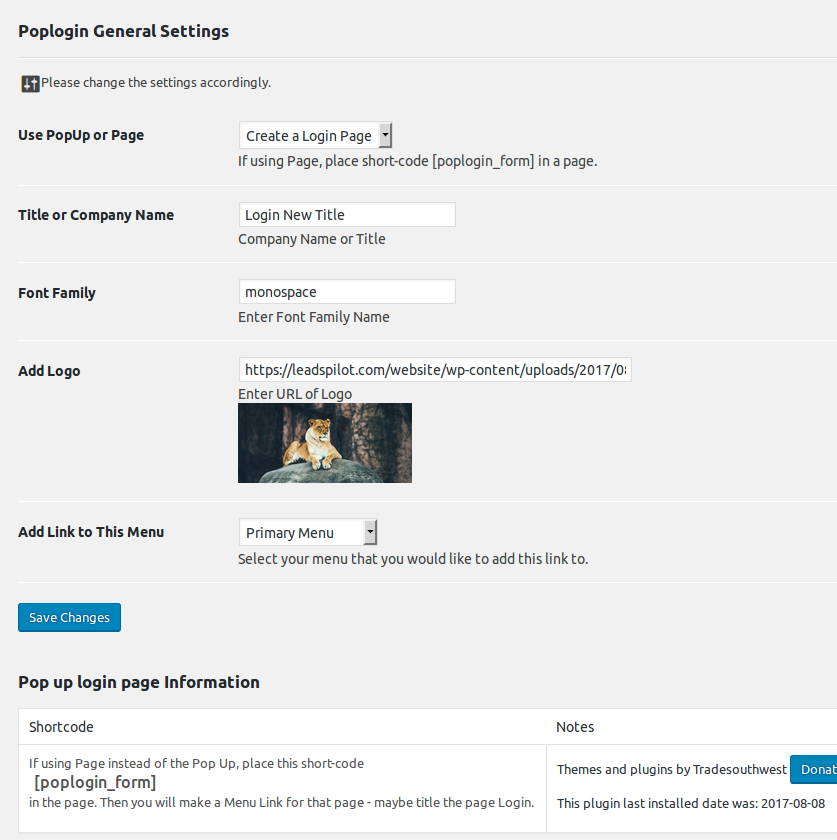 Poplogin General Settings
Please change the settings accordingly.
Use PopUp or Page
Create a Login Page
If using Page, place short-code [poplogin_form] in a page.
Title or Company Name
Login New Title
Company Name or Title
Font Family
monospace
Enter Font Family Name
Add Logo
https://leadspilot.com/website/wp-content/uploads/2017/08
Enter URL of Logo
Add Link to This Menu
Primary Menu
Select your menu that you would like to add this link to.
Save Changes
Pop up login page Information
Shortcode
Notes
If using Page instead of the Pop Up, place this short-code
[poplogin_form]
in the page. Then you will make a Menu Link for that page - maybe title the page Login.
Themes and plugins by Tradesouthwest Donat
This plugin last installed date was: 2017-08-08